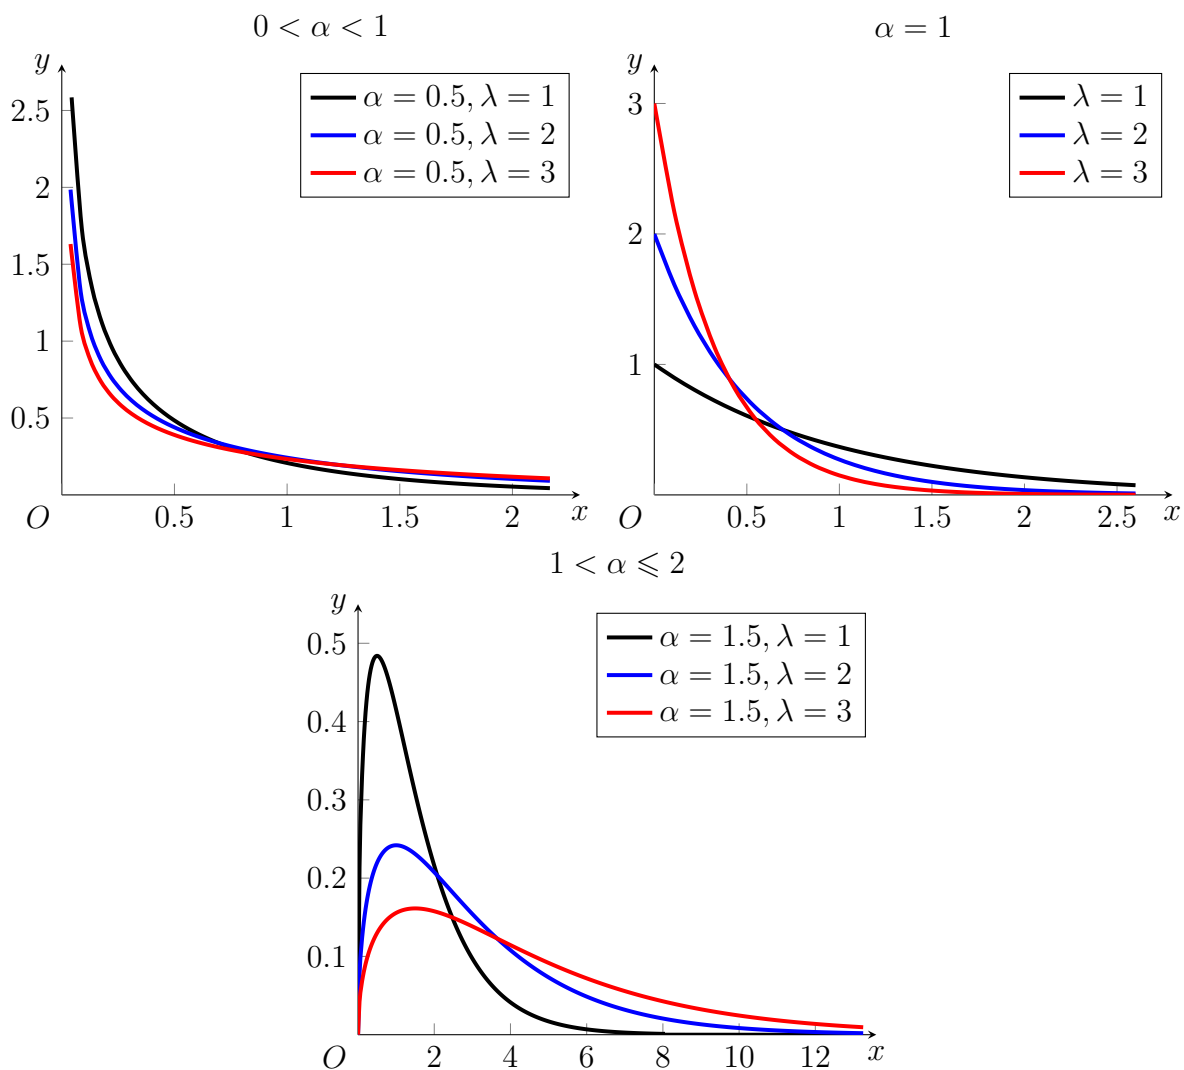 0 < α < 1
y
2.5
2
1.5
1
0.5
O
0.5 1 1.5 2 x
α = 0.5, λ = 1
α = 0.5, λ = 2
α = 0.5, λ = 3
α = 1
y
3
2
1
O
0.5 1 1.5 2 2.5 x
λ = 1
λ = 2
λ = 3
1 < α ⩽ 2
y
0.5
0.4
0.3
0.2
0.1
O
2 4 6 8 10 12 x
α = 1.5, λ = 1
α = 1.5, λ = 2
α = 1.5, λ = 3